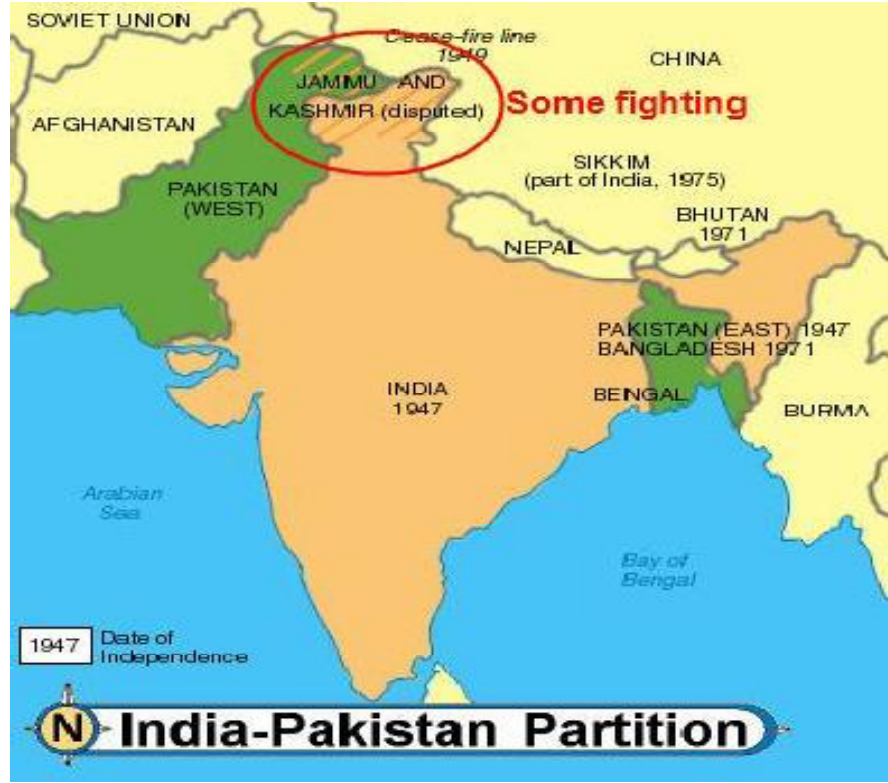 SOVIET UNION
Cease-fire line
1949
CHINA
JAMMU AND
KASHMIR (disputed)
Some fighting
AFGHANISTAN
SIKKIM
(part of India, 1975)
PAKISTAN
(WEST)
BHUTAN
1971
NEPAL
PAKISTAN (EAST) 1947
BANGLADESH 1971
INDIA
1947
BENGAL
BURMA
Arabian
Sea
Bay of
Bengal
1947
Date of
Independence
N
India-Pakistan Partition